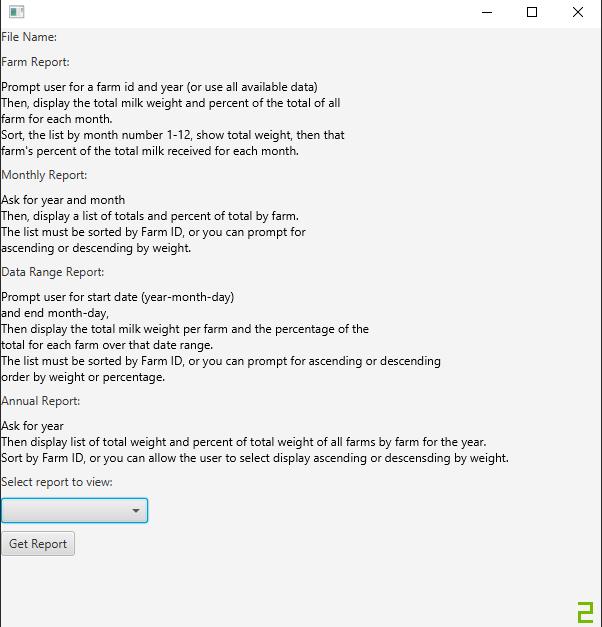 File Name:
Farm Report:
Prompt user for a farm id and year (or use all available data)
Then, display the total milk weight and percent of the total of all
farm for each month.
Sort, the list by month number 1-12, show total weight, then that
farm's percent of the total milk received for each month.
Monthly Report:
Ask for year and month
Then, display a list of totals and percent of total by farm.
The list must be sorted by Farm ID, or you can prompt for
ascending or descending by weight.
Data Range Report:
Prompt user for start date (year-month-day)
and end month-day,
Then display the total milk weight per farm and the percentage of the
total for each farm over that date range.
The list must be sorted by Farm ID, or you can prompt for ascending or descending
order by weight or percentage.
Annual Report:
Ask for year
Then display list of total weight and percent of total weight of all farms by farm for the year.
Sort by Farm ID, or you can allow the user to select display ascending or descensding by weight.
Select report to view:
Get Report
2